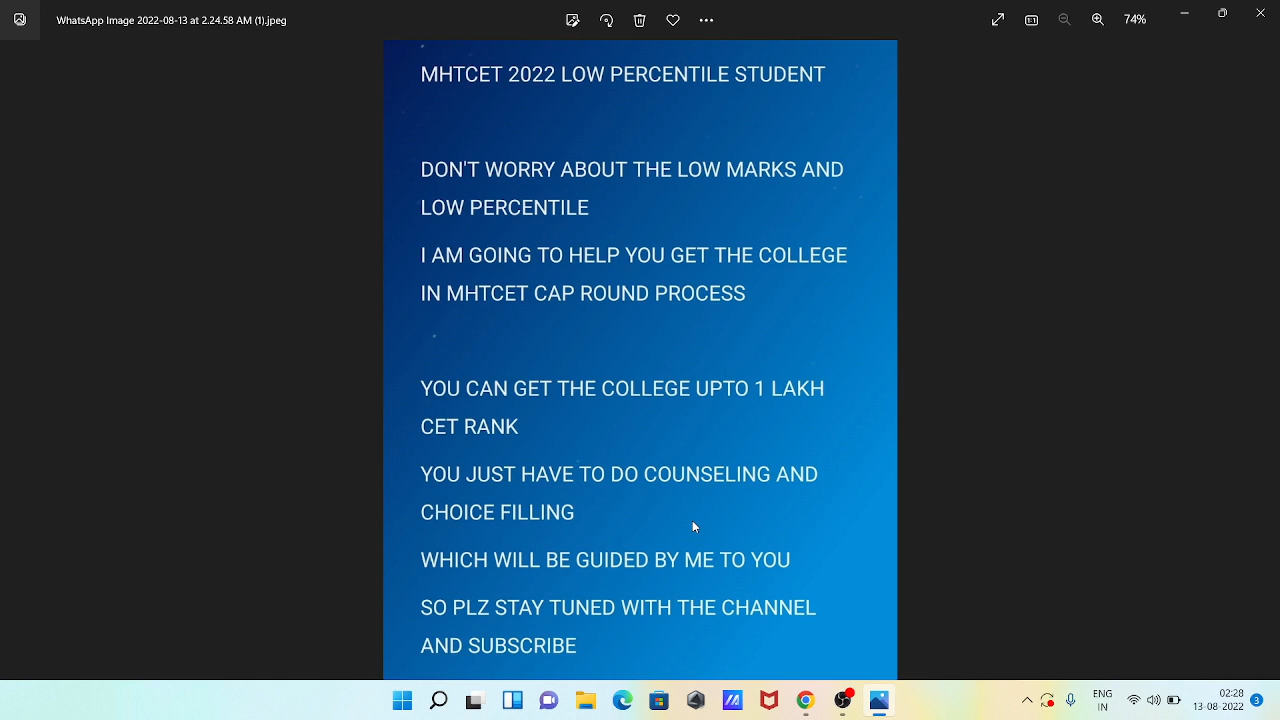 WhatsApp Image 2022-08-13 at 2.24.55 AM (1).jpeg
74%
MHTCET 2022 LOW PERCENTILE STUDENT
DON'T WORRY ABOUT THE LOW MARKS AND
LOW PERCENTILE
I AM GOING TO HELP YOU GET THE COLLEGE
IN MHTCET CAP ROUND PROCESS
YOU CAN GET THE COLLEGE UPTO 1 LAKH
CET RANK
YOU JUST HAVE TO DO COUNSELING AND
CHOICE FILLING
WHICH WILL BE GUIDED BY ME TO YOU
SO PLZ STAY TUNED WITH THE CHANNEL
AND SUBSCRIBE
ENG
IN
02:28
13-08-2022
3